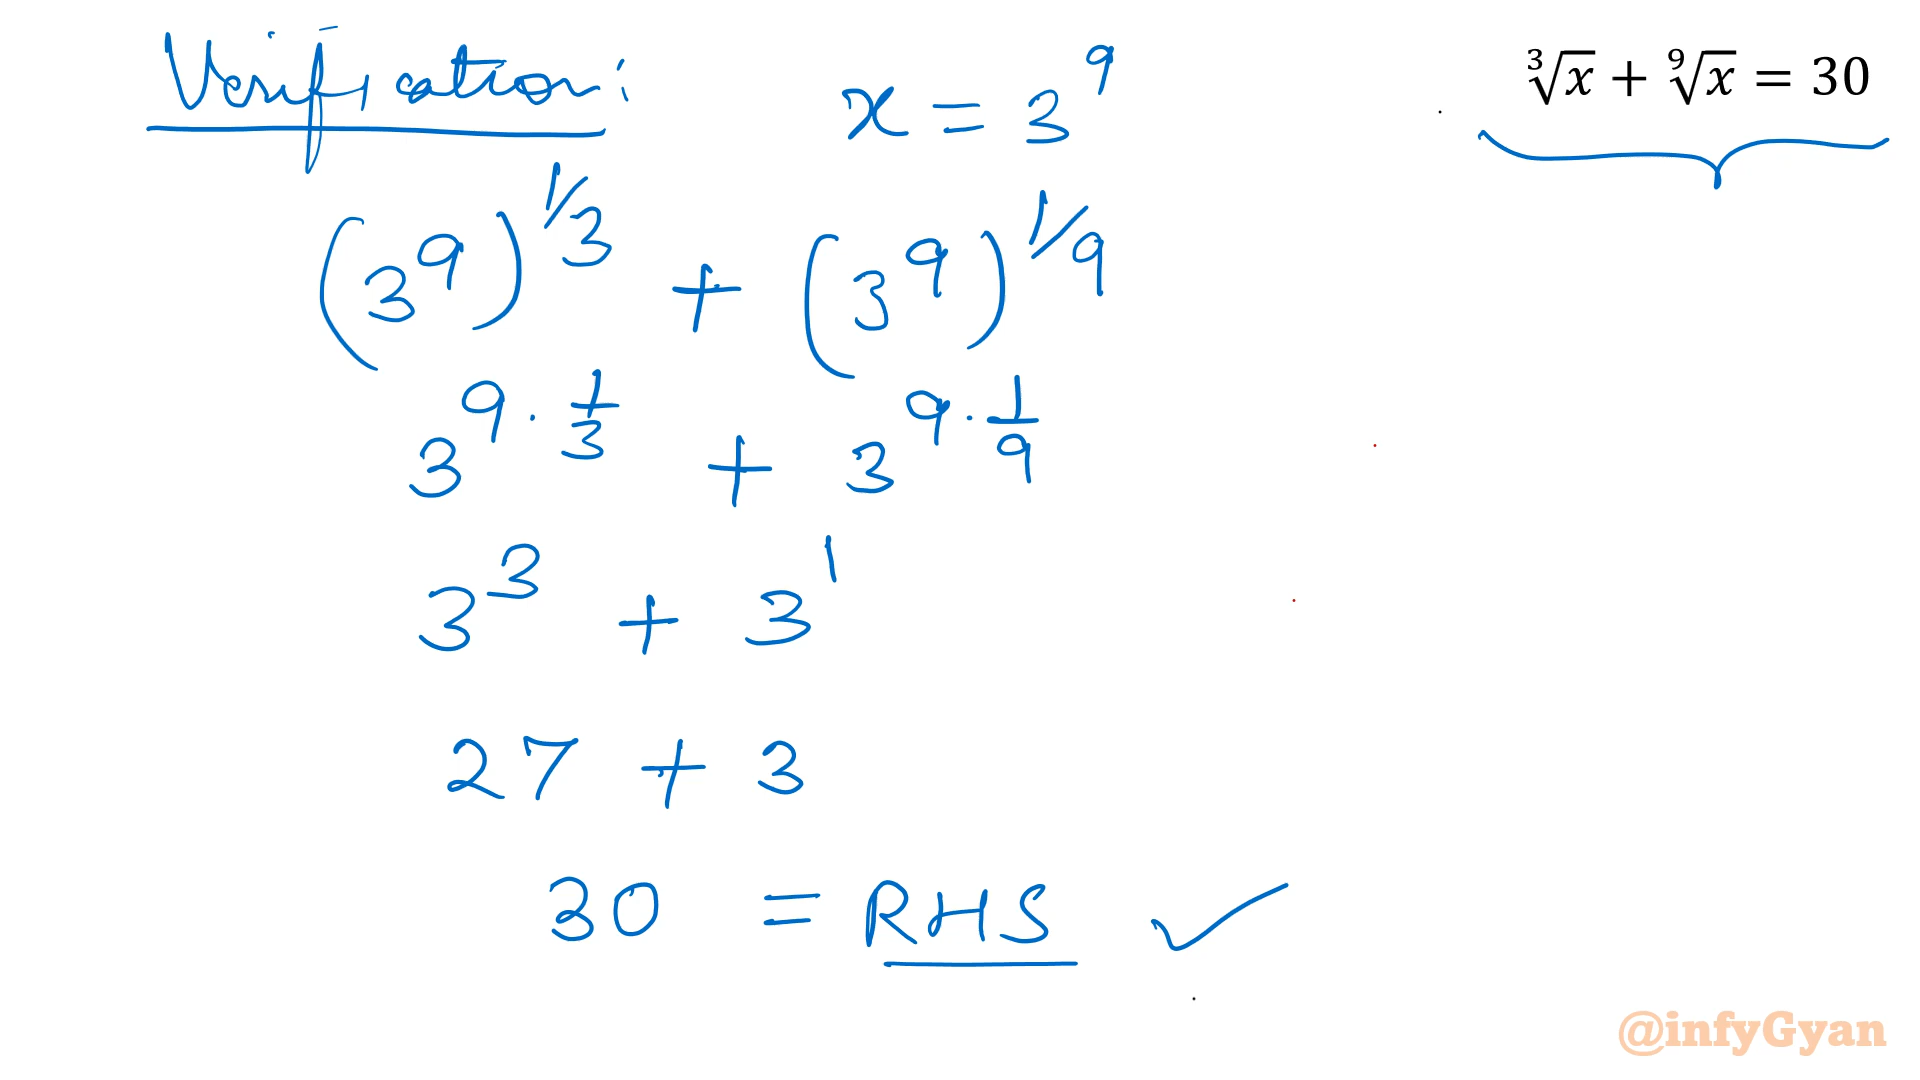 Verification: x = 3^9
∛x + ⁹√x = 30
(3^9)^1/3 + (3^9)^1/9
3^(9 · 1/3) + 3^(9 · 1/9)
3^3 + 3^1
27 + 3
30 = RHS ✓
@infyGyan